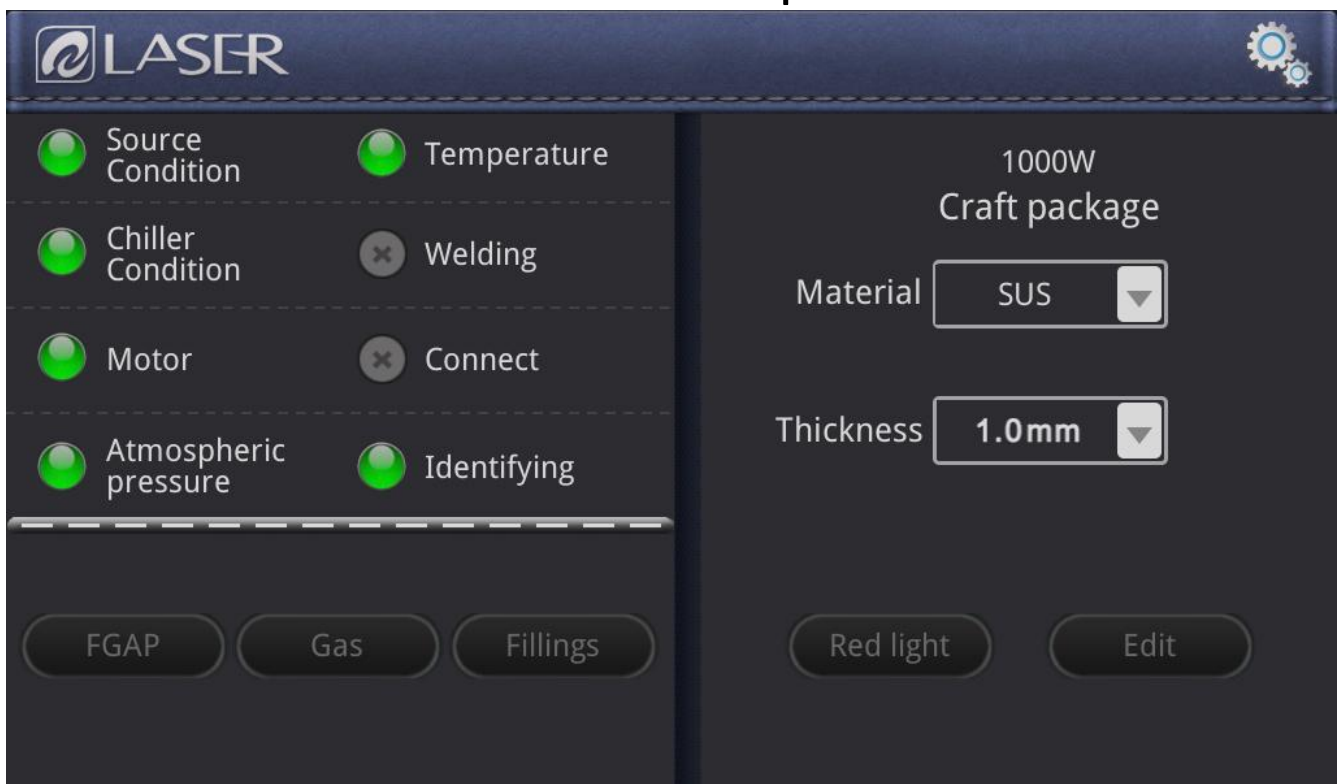 LASER
Source
Condition
Temperature
Chiller
Condition
Welding
Motor
Connect
Atmospheric
pressure
Identifying
FGAP
Gas
Fillings
1000W
Craft package
Material
SUS
Thickness
1.0mm
Red light
Edit